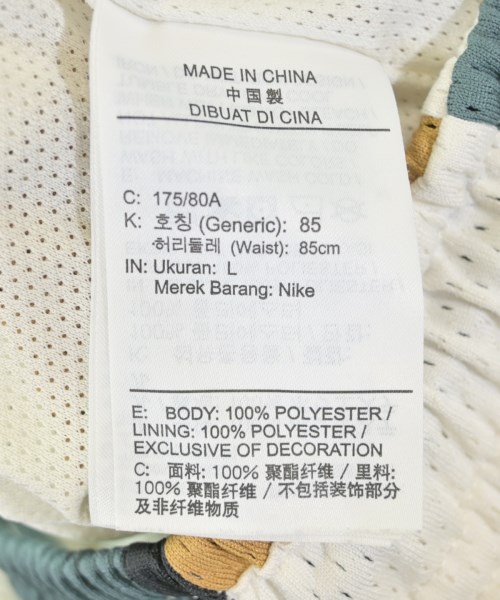 MADE IN CHINA
中国製
DIBUAT DI CINA
C: 175/80A
K: 호칭 (Generic): 85
허리둘레 (Waist): 85cm
IN: Ukuran: L
Merek Barang: Nike
E: BODY: 100% POLYESTER /
LINING: 100% POLYESTER /
EXCLUSIVE OF DECORATION
C: 面料: 100% 聚酯纤维 / 里料:
100% 聚酯纤维 / 不包括装饰部分
及非纤维物质